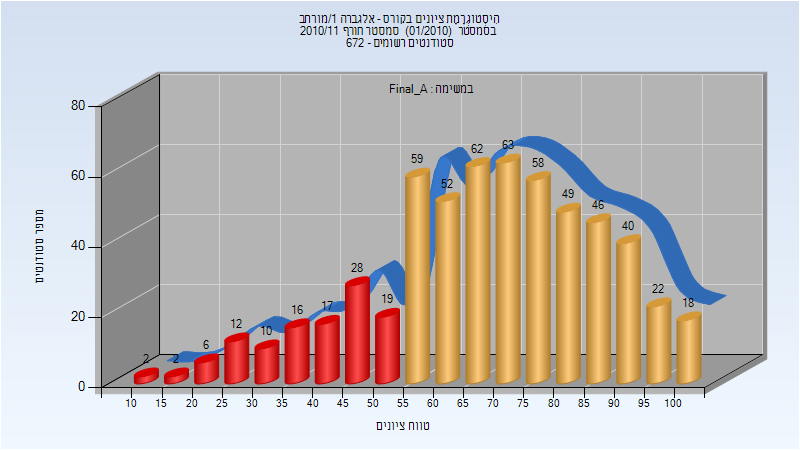 היסטוגרמת ציונים בקורס - אלגברה 1/מורחב
בסמסטר (01/2010) סמסטר חורף 2010/11
סטודנטים רשומים - 672
במשימה : Final_A
מספר סטודנטים
80
60
40
20
0
2 2 6 12 10 16 17 28 19 59 52 62 63 58 49 46 40 22 18
10 15 20 25 30 35 40 45 50 55 60 65 70 75 80 85 90 95 100
טווח ציונים